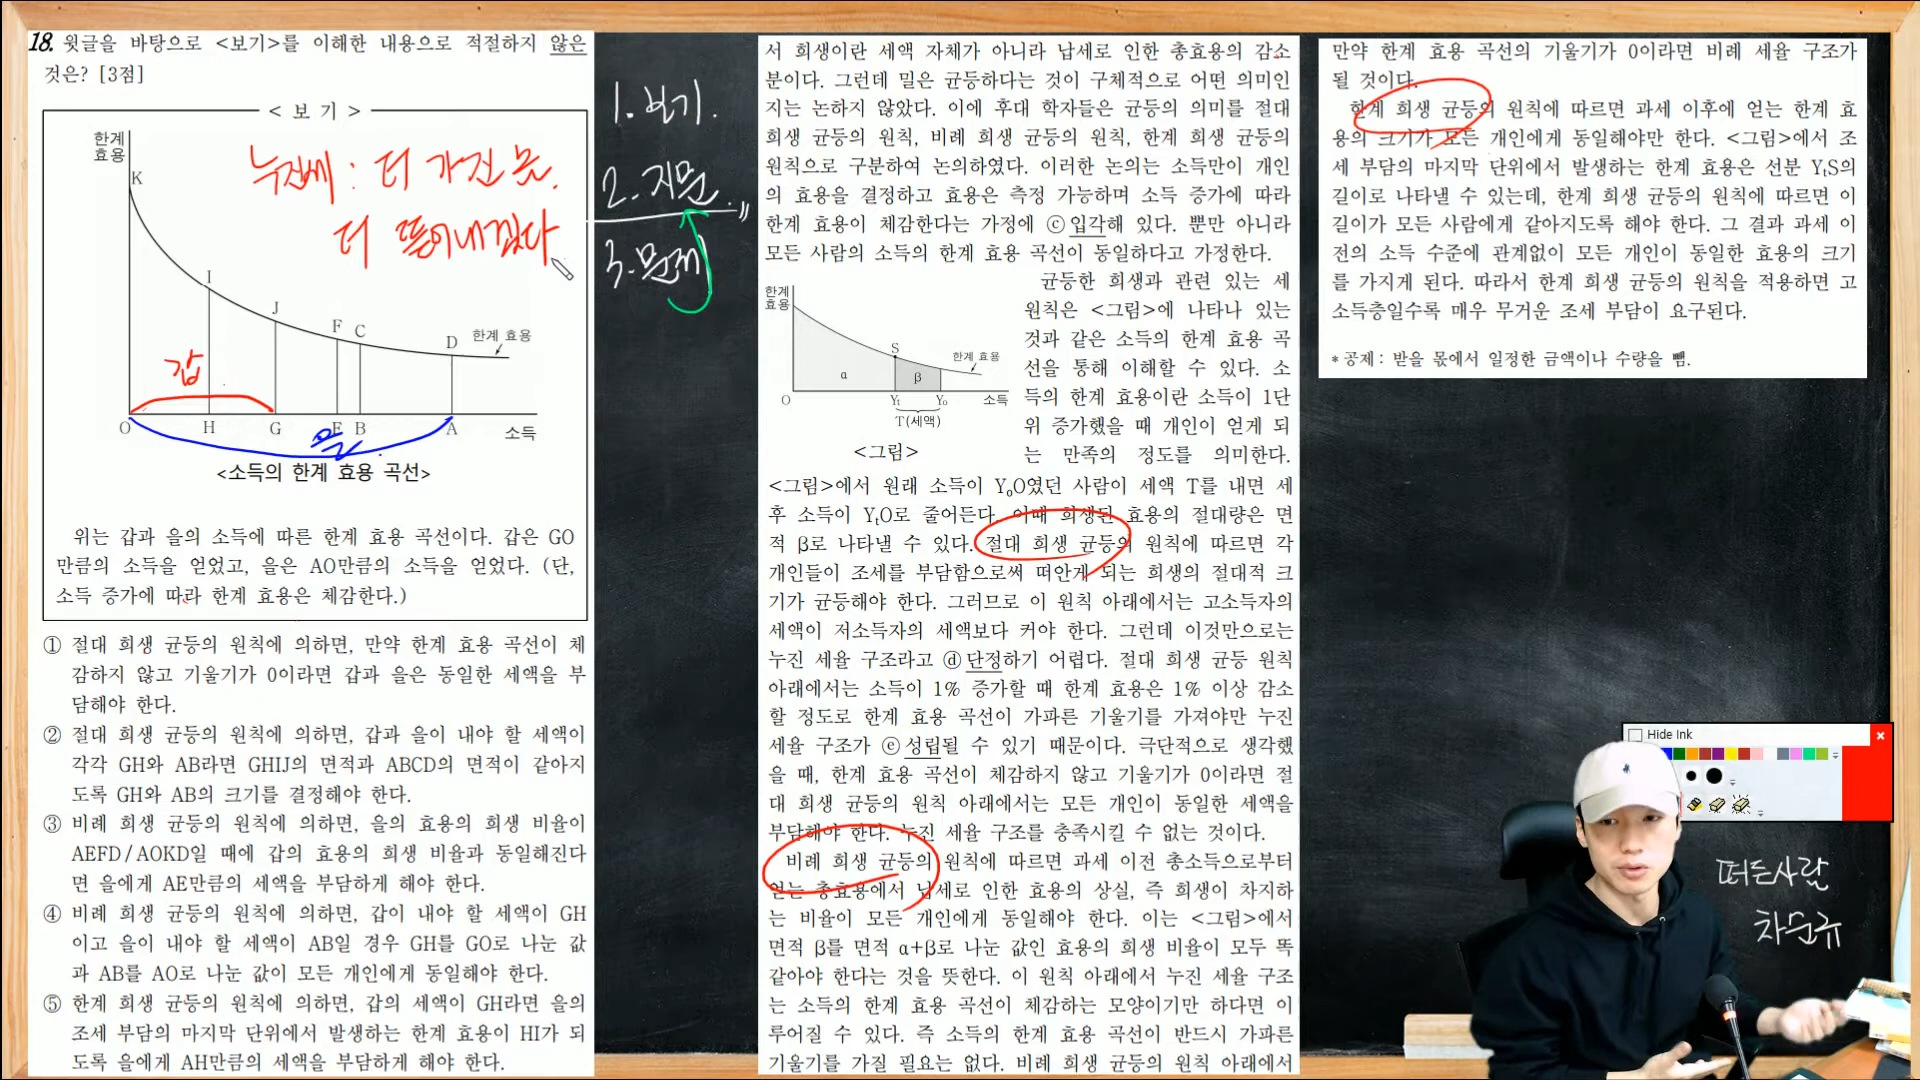 18. 윗글을 바탕으로 <보기>를 이해한 내용으로 적절하지 않은
것은? [3점]
< 보 기 >
한계
효용
K
누진세 : 더 가진 놈.
더 뜯어내겠다
I
J
F
C
D
한계 효용
갑
O
H
G
E
B
A
소득
을
<소득의 한계 효용 곡선>
위는 갑과 을의 소득에 따른 한계 효용 곡선이다. 갑은 GO
만큼의 소득을 얻었고, 을은 AO만큼의 소득을 얻었다. (단,
소득 증가에 따라 한계 효용은 체감한다.)
① 절대 희생 균등의 원칙에 의하면, 만약 한계 효용 곡선이 체
감하지 않고 기울기가 0이라면 갑과 을은 동일한 세액을 부
담해야 한다.
② 절대 희생 균등의 원칙에 의하면, 갑과 을이 내야 할 세액이
각각 GH와 AB라면 GHIJ의 면적과 ABCD의 면적이 같아지
도록 GH와 AB의 크기를 결정해야 한다.
③ 비례 희생 균등의 원칙에 의하면, 을의 효용의 희생 비율이
AEFD/AOKD일 때에 갑의 효용의 희생 비율과 동일해진다
면 을에게 AE만큼의 세액을 부담하게 해야 한다.
④ 비례 희생 균등의 원칙에 의하면, 갑이 내야 할 세액이 GH
이고 을이 내야 할 세액이 AB일 경우 GH를 GO로 나눈 값
과 AB를 AO로 나눈 값이 모든 개인에게 동일해야 한다.
⑤ 한계 희생 균등의 원칙에 의하면, 갑의 세액이 GH라면 을의
조세 부담의 마지막 단위에서 발생하는 한계 효용이 HI가 되
도록 을에게 AH만큼의 세액을 부담하게 해야 한다.
1. 보기.
2. 지문.
3. 문제
서 희생이란 세액 자체가 아니라 납세로 인한 총효용의 감소
분이다. 그런데 밀은 균등하다는 것이 구체적으로 어떤 의미인
지는 논하지 않았다. 이에 후대 학자들은 균등의 의미를 절대
희생 균등의 원칙, 비례 희생 균등의 원칙, 한계 희생 균등의
원칙으로 구분하여 논의하였다. 이러한 논의는 소득만이 개인
의 효용을 결정하고 효용은 측정 가능하며 소득 증가에 따라
한계 효용이 체감한다는 가정에 ⓒ입각해 있다. 뿐만 아니라
모든 사람의 소득의 한계 효용 곡선이 동일하다고 가정한다.
균등한 희생과 관련 있는 세
원칙은 <그림>에 나타나 있는
것과 같은 소득의 한계 효용 곡
선을 통해 이해할 수 있다. 소
득의 한계 효용이란 소득이 1단
위 증가했을 때 개인이 얻게 되
는 만족의 정도를 의미한다.
한계
효용
S
한계 효용
α
β
O
Yt
Yo
소득
T(세액)
<그림>
<그림>에서 원래 소득이 YoO였던 사람이 세액 T를 내면 세
후 소득이 YtO로 줄어든다. 이때 희생된 효용의 절대량은 면
적 β로 나타낼 수 있다. 절대 희생 균등의 원칙에 따르면 각
개인들이 조세를 부담함으로써 떠안게 되는 희생의 절대적 크
기가 균등해야 한다. 그러므로 이 원칙 아래에서는 고소득자의
세액이 저소득자의 세액보다 커야 한다. 그런데 이것만으로는
누진 세율 구조라고 ⓓ단정하기 어렵다. 절대 희생 균등 원칙
아래에서는 소득이 1% 증가할 때 한계 효용은 1% 이상 감소
할 정도로 한계 효용 곡선이 가파른 기울기를 가져야만 누진
세율 구조가 ⓔ성립될 수 있기 때문이다. 극단적으로 생각했
을 때, 한계 효용 곡선이 체감하지 않고 기울기가 0이라면 절
대 희생 균등의 원칙 아래에서는 모든 개인이 동일한 세액을
부담해야 한다. 누진 세율 구조를 충족시킬 수 없는 것이다.
비례 희생 균등의 원칙에 따르면 과세 이전 총소득으로부터
얻는 총효용에서 납세로 인한 효용의 상실, 즉 희생이 차지하
는 비율이 모든 개인에게 동일해야 한다. 이는 <그림>에서
면적 β를 면적 α+β로 나눈 값인 효용의 희생 비율이 모두 똑
같아야 한다는 것을 뜻한다. 이 원칙 아래에서 누진 세율 구조
는 소득의 한계 효용 곡선이 체감하는 모양이기만 하다면 이
루어질 수 있다. 즉 소득의 한계 효용 곡선이 반드시 가파른
기울기를 가질 필요는 없다. 비례 희생 균등의 원칙 아래에서
만약 한계 효용 곡선의 기울기가 0이라면 비례 세율 구조가
될 것이다.
한계 희생 균등의 원칙에 따르면 과세 이후에 얻는 한계 효
용의 크기가 모든 개인에게 동일해야만 한다. <그림>에서 조
세 부담의 마지막 단위에서 발생하는 한계 효용은 선분 YtS의
길이로 나타낼 수 있는데, 한계 희생 균등의 원칙에 따르면 이
길이가 모든 사람에게 같아지도록 해야 한다. 그 결과 과세 이
전의 소득 수준에 관계없이 모든 개인이 동일한 효용의 크기
를 가지게 된다. 따라서 한계 희생 균등의 원칙을 적용하면 고
소득층일수록 매우 무거운 조세 부담이 요구된다.
* 공제 : 받을 몫에서 일정한 금액이나 수량을 뺌.
Hide Ink
떠든사람
차은규